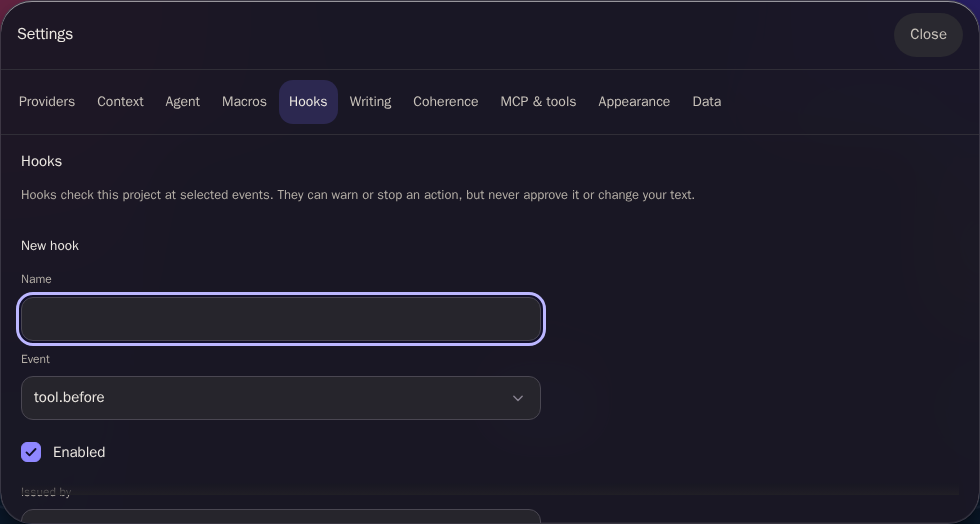 Settings
Close
Providers Context Agent Macros Hooks Writing Coherence MCP & tools Appearance Data
Hooks
Hooks check this project at selected events. They can warn or stop an action, but never approve it or change your text.
New hook
Name
Event
tool.before
Enabled
Issued by